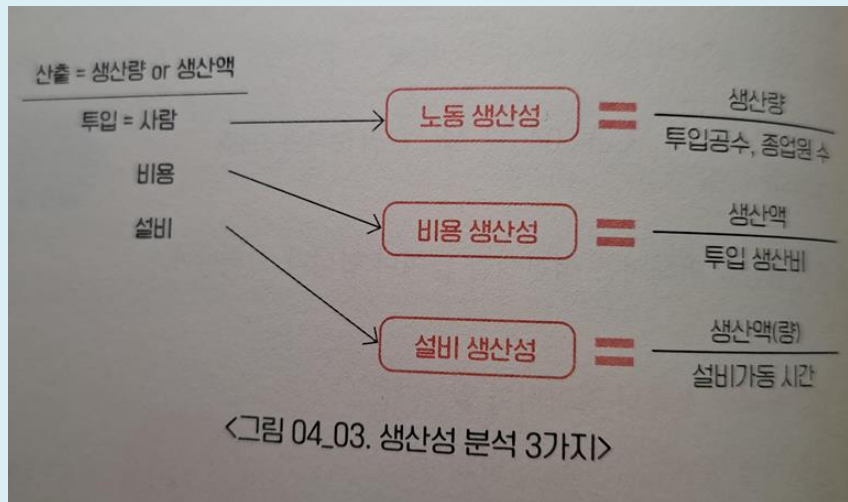 산출 = 생산량 or 생산액
투입 = 사람
비용
설비
노동 생산성 = 생산량
투입공수, 종업원 수
비용 생산성 = 생산액
투입 생산비
설비 생산성 = 생산액(량)
설비가동 시간
<그림 04_03. 생산성 분석 3가지>